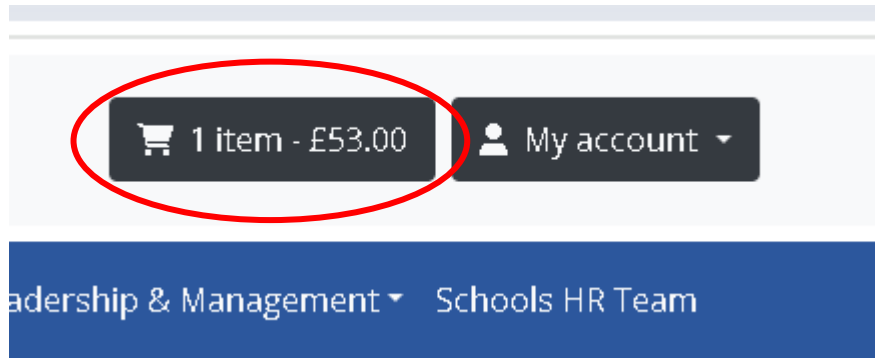 1 item - £53.00 My account
adership & Management Schools HR Team